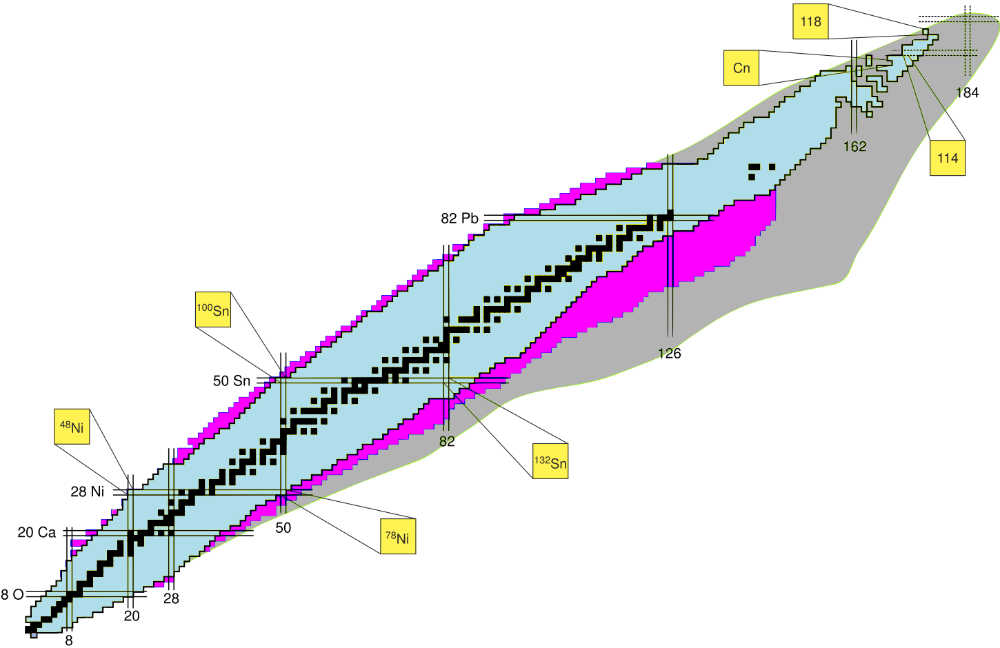 118
Cn
184
162
114
82 Pb
126
¹⁰⁰Sn
50 Sn
82
¹³²Sn
⁴⁸Ni
28 Ni
50
⁷⁸Ni
20 Ca
8 O
28
20
8